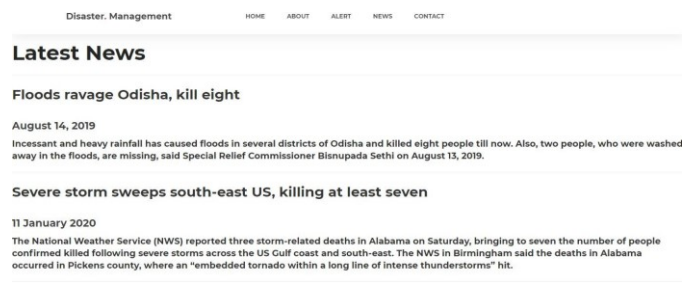 Disaster. Management HOME ABOUT ALERT NEWS CONTACT
Latest News
Floods ravage Odisha, kill eight
August 14, 2019
Incessant and heavy rainfall has caused floods in several districts of Odisha and killed eight people till now. Also, two people, who were washed
away in the floods, are missing, said Special Relief Commissioner Bisnupada Sethi on August 13, 2019.
Severe storm sweeps south-east US, killing at least seven
11 January 2020
The National Weather Service (NWS) reported three storm-related deaths in Alabama on Saturday, bringing to seven the number of people
confirmed killed following severe storms across the US Gulf coast and south-east. The NWS in Birmingham said the deaths in Alabama
occurred in Pickens county, where an “embedded tornado within a long line of intense thunderstorms” hit.